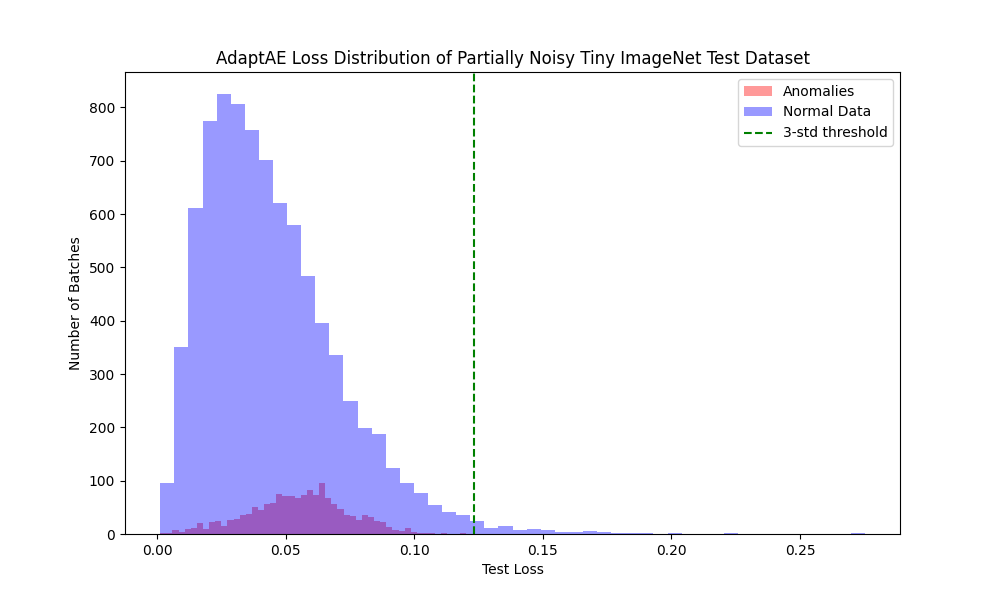 AdaptAE Loss Distribution of Partially Noisy Tiny ImageNet Test Dataset
Anomalies
Normal Data
3-std threshold
Number of Batches
800
700
600
500
400
300
200
100
0
0.00 0.05 0.10 0.15 0.20 0.25
Test Loss